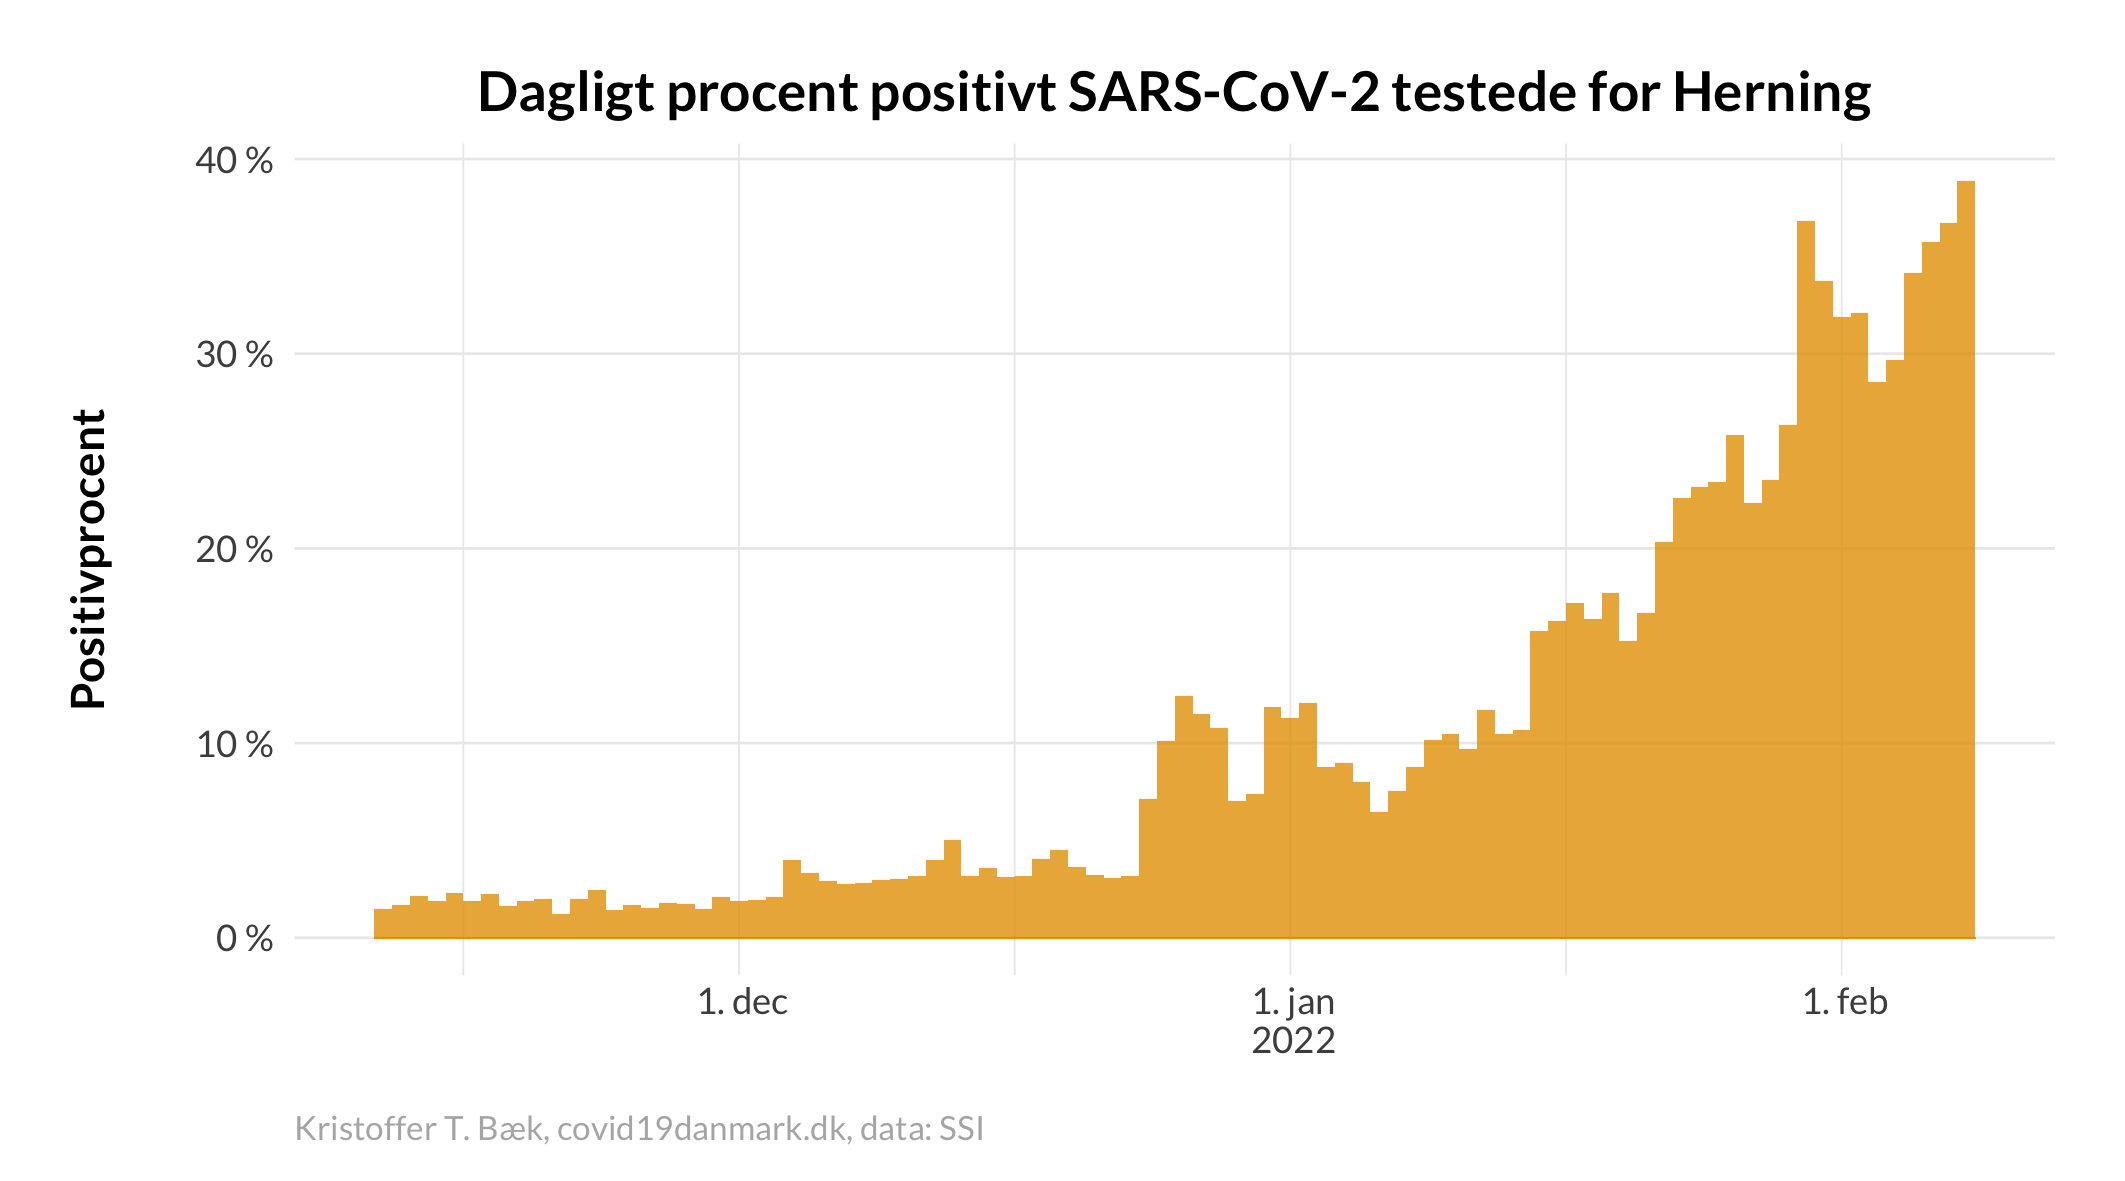 Dagligt procent positivt SARS-CoV-2 testede for Herning
Positivprocent
40 %
30 %
20 %
10 %
0 %
1. dec
1. jan
2022
1. feb
Kristoffer T. Bæk, covid19danmark.dk, data: SSI